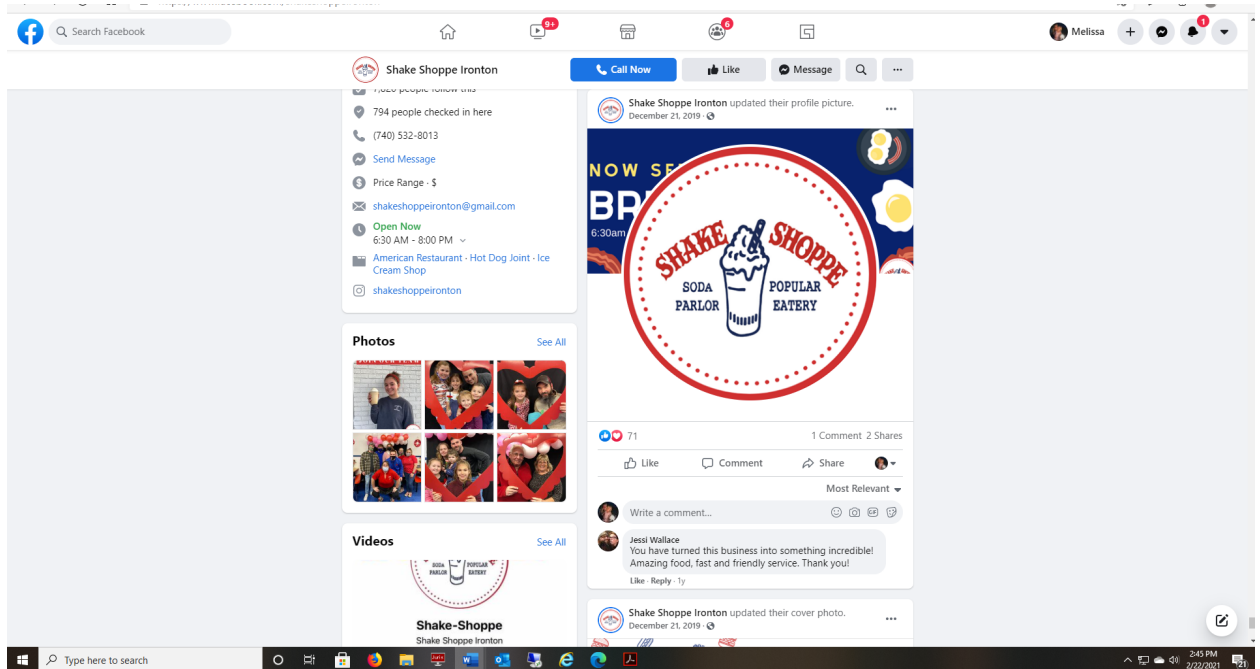 Search Facebook
9+
6
Melissa
1
Shake Shoppe Ironton
Call Now
Like
Message
794 people checked in here
(740) 532-8013
Send Message
Price Range · $
shakeshoppeironton@gmail.com
Open Now
6:30 AM - 8:00 PM
American Restaurant · Hot Dog Joint · Ice
Cream Shop
shakeshoppeironton
Photos
See All
Videos
See All
SODA POPULAR
PARLOR EATERY
Shake-Shoppe
Shake Shoppe Ironton
Shake Shoppe Ironton updated their profile picture.
December 21, 2019 ·
NOW SE
BR
6:30am
SHAKE SHOPPE
SODA POPULAR
PARLOR EATERY
71
1 Comment 2 Shares
Like
Comment
Share
Most Relevant
Write a comment...
GIF
Jessi Wallace
You have turned this business into something incredible!
Amazing food, fast and friendly service. Thank you!
Like · Reply · 1y
Shake Shoppe Ironton updated their cover photo.
December 21, 2019 ·
Type here to search
2:45 PM
2/22/2021